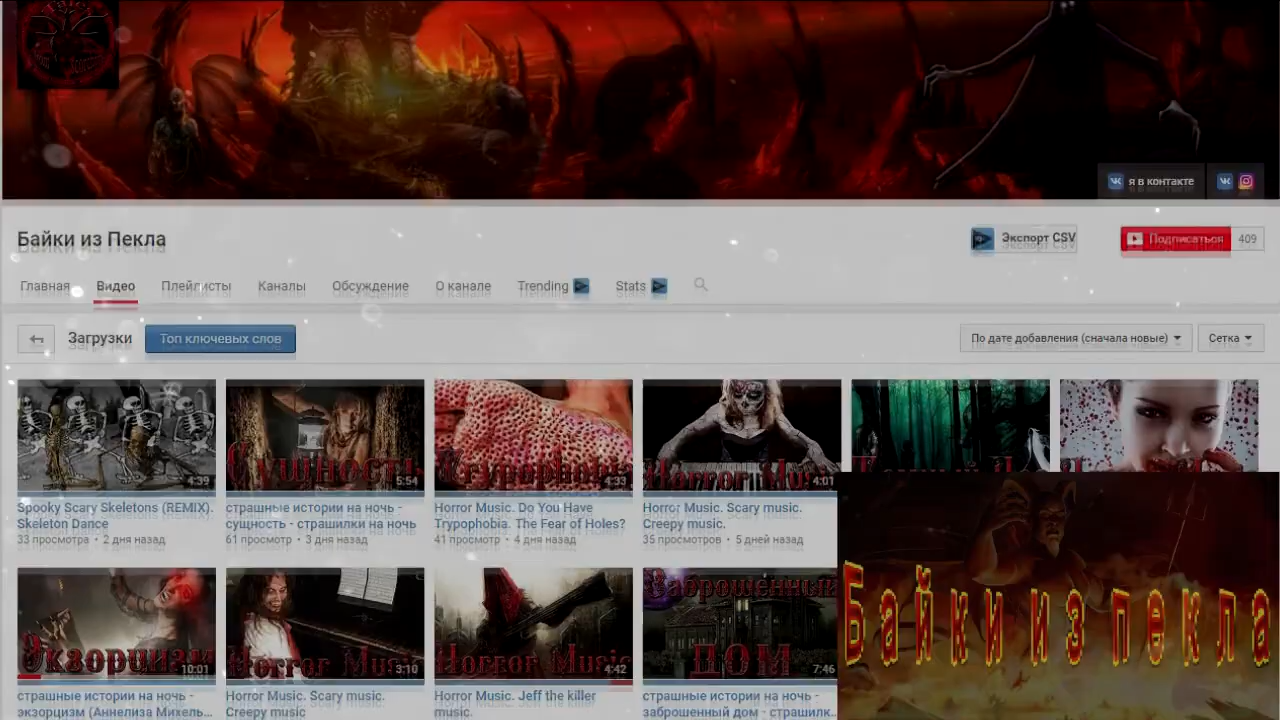 я в контакте
Байки из Пекла
Экспорт CSV
Подписаться 409
Главная Видео Плейлисты Каналы Обсуждение О канале Trending Stats
Загрузки Топ ключевых слов По дате добавления (сначала новые) Сетка
Сущность
Trypophobia
Horror Music
4:39 5:54 4:33 4:01
Spooky Scary Skeletons (REMIX).
Skeleton Dance
33 просмотра • 2 дня назад
страшные истории на ночь -
сущность - страшилки на ночь
61 просмотр • 3 дня назад
Horror Music. Do You Have
Trypophobia. The Fear of Holes?
41 просмотр • 4 дня назад
Horror Music. Scary music.
Creepy music.
35 просмотров • 5 дней назад
Байки из пекла
Экзорцизм
Horror Music
Horror Music
Заброшенный
ДОМ
10:01 3:10 4:42 7:46
страшные истории на ночь -
экзорцизм (Аннелиза Михель...
Horror Music. Scary music.
Creepy music
Horror Music. Jeff the killer
music.
страшные истории на ночь -
заброшенный дом - страшилк...